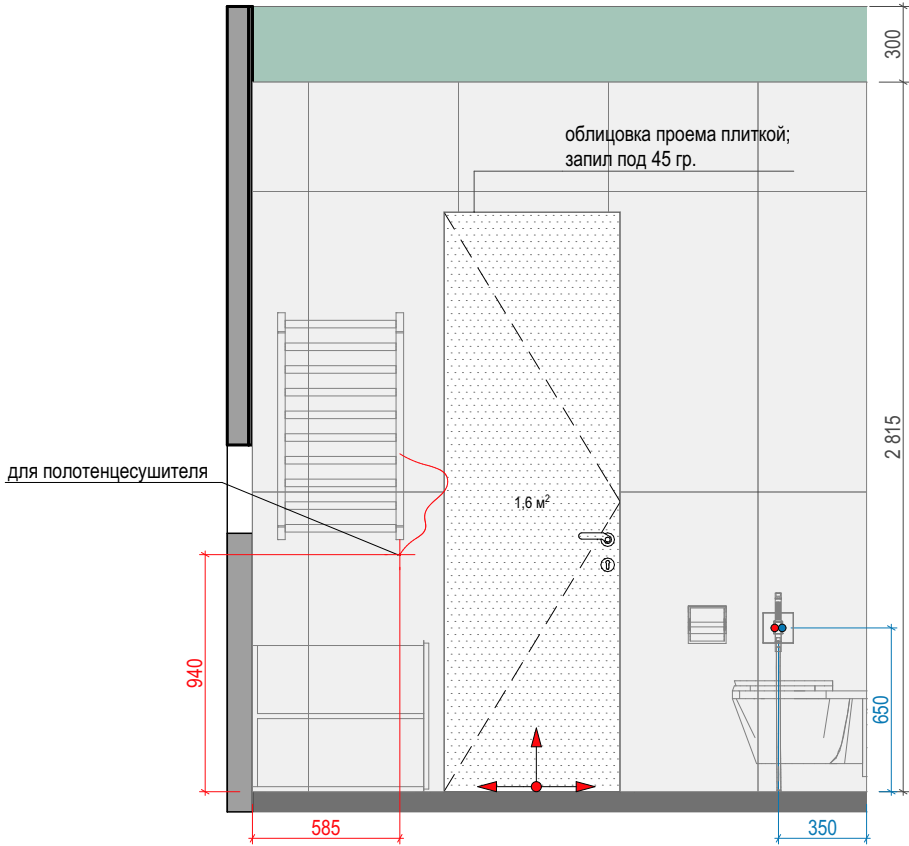 300
облицовка проема плиткой;
запил под 45 гр.
2 815
для полотенцесушителя
1,6 м²
940
650
585
350